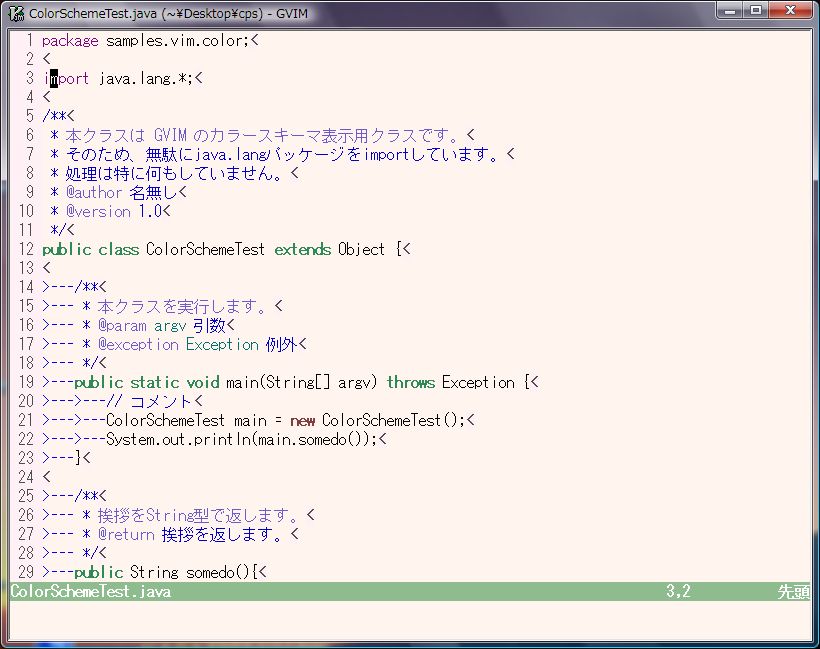 ColorSchemeTest.java (~¥Desktop¥cps) - GVIM
1 package samples.vim.color;<
2 <
3 import java.lang.*;<
4 <
5 /**<
6  * 本クラスは GVIM のカラースキーマ表示用クラスです。<
7  * そのため、無駄にjava.langパッケージをimportしています。<
8  * 処理は特に何もしていません。<
9  * @author 名無し<
10  * @version 1.0<
11  */<
12 public class ColorSchemeTest extends Object {<
13 <
14 >---/**<
15 >--- * 本クラスを実行します。<
16 >--- * @param argv 引数<
17 >--- * @exception Exception 例外<
18 >--- */<
19 >---public static void main(String[] argv) throws Exception {<
20 >--->---// コメント<
21 >--->---ColorSchemeTest main = new ColorSchemeTest();<
22 >--->---System.out.println(main.somedo());<
23 >---}<
24 <
25 >---/**<
26 >--- * 挨拶をString型で返します。<
27 >--- * @return 挨拶を返します。<
28 >--- */<
29 >---public String somedo(){<
ColorSchemeTest.java 3,2 先頭